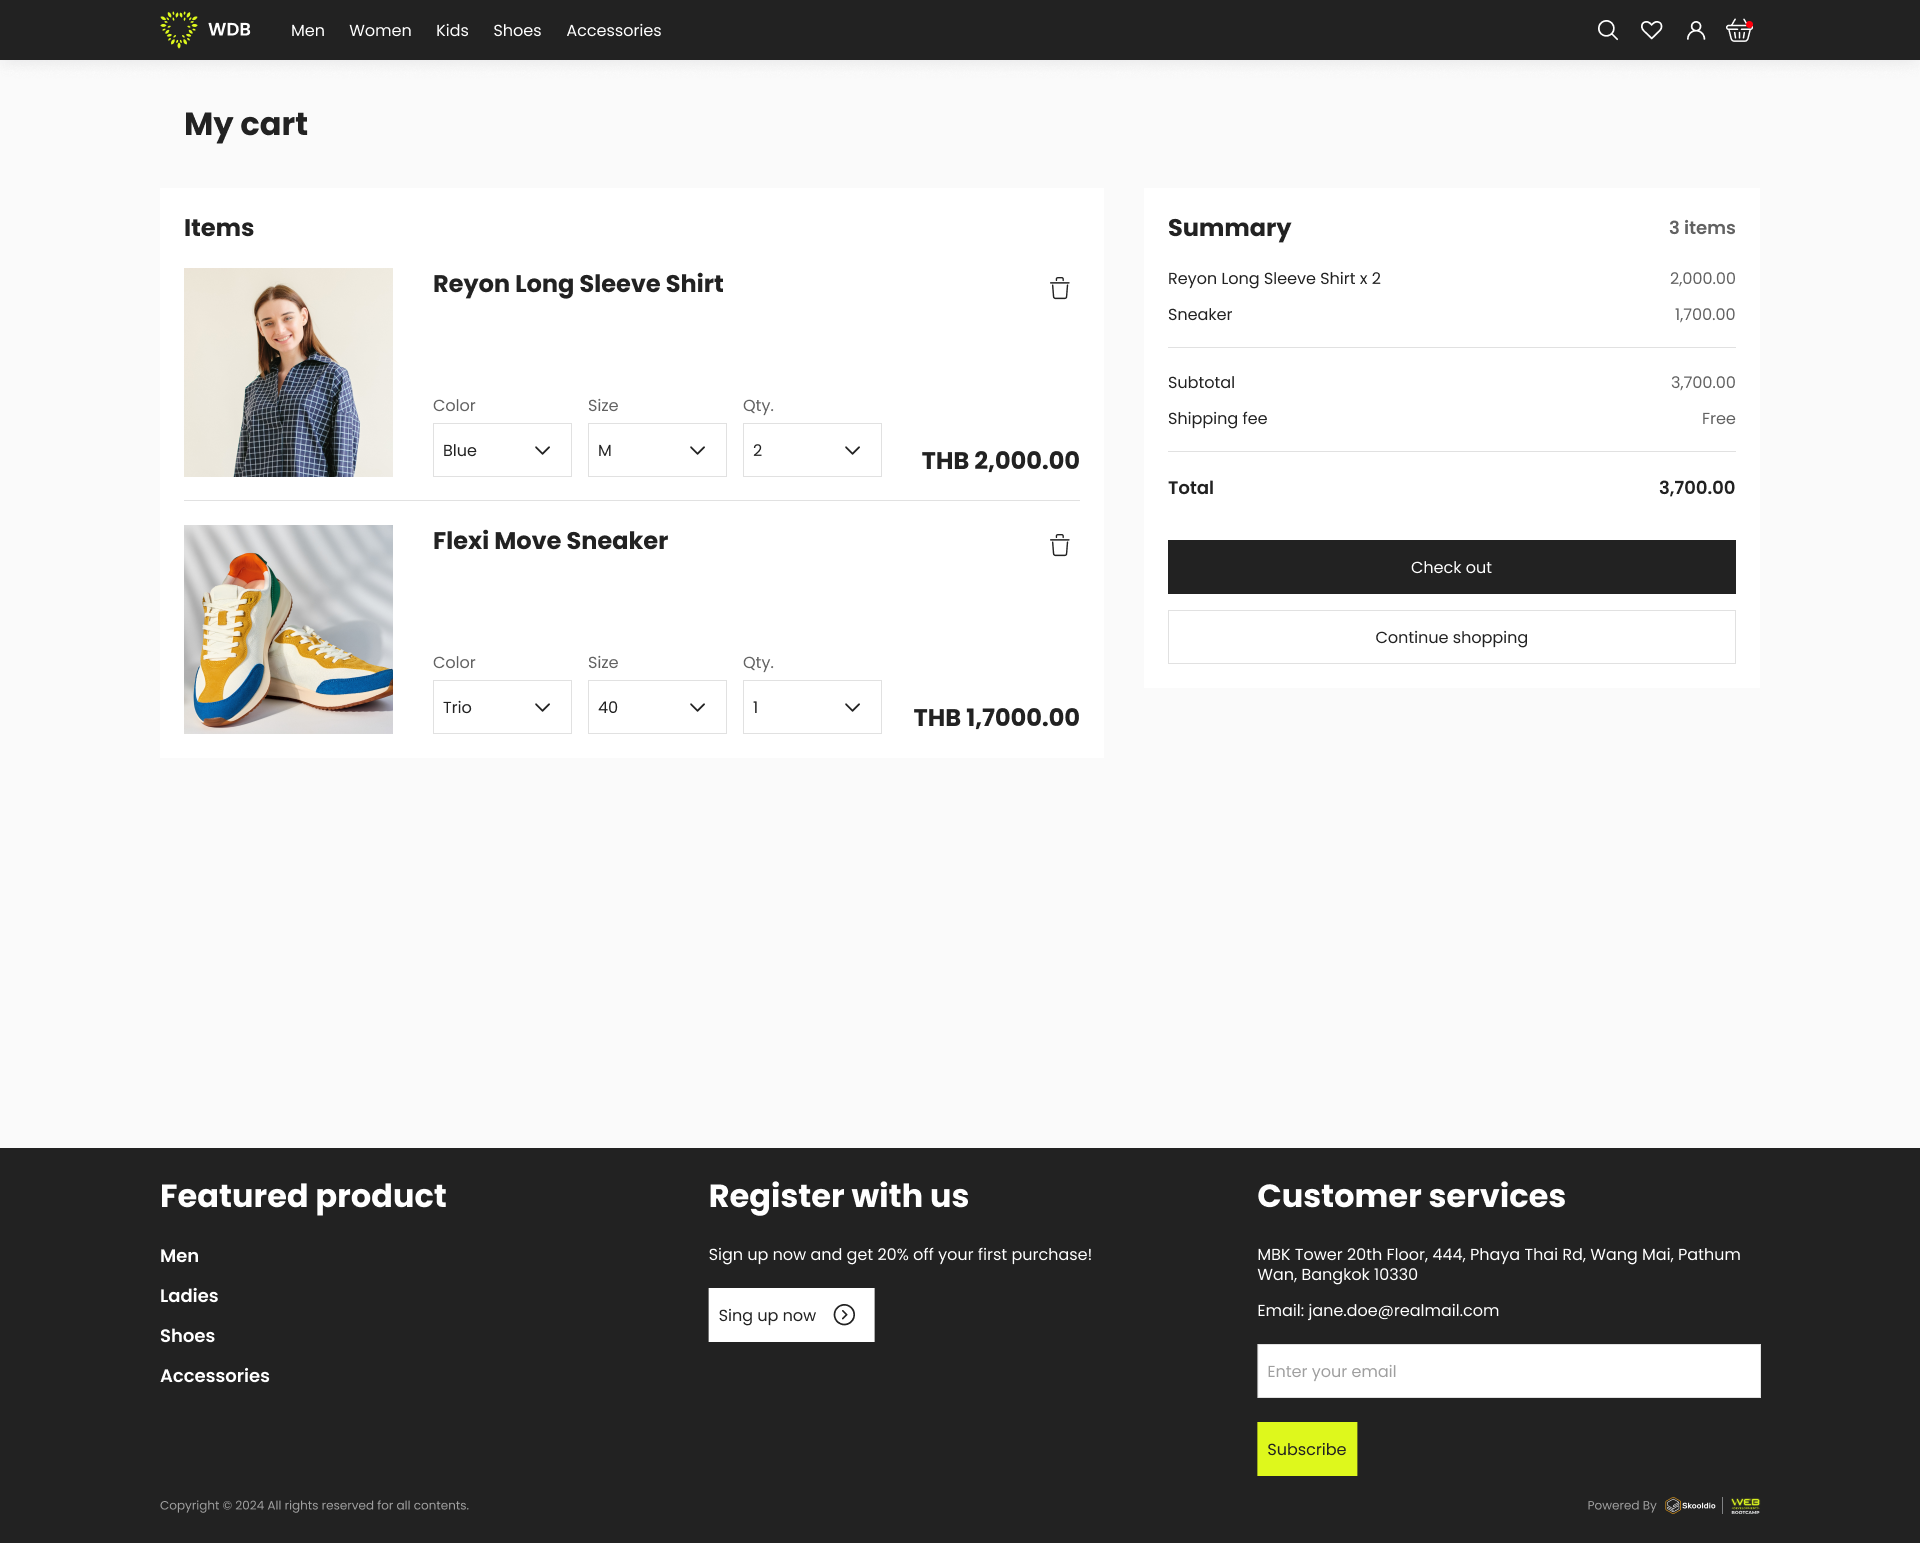 WDB
Men Women Kids Shoes Accessories
My cart
Items
Reyon Long Sleeve Shirt
Color Size Qty.
Blue M 2
THB 2,000.00
Flexi Move Sneaker
Color Size Qty.
Trio 40 1
THB 1,7000.00
Summary 3 items
Reyon Long Sleeve Shirt x 2 2,000.00
Sneaker 1,700.00
Subtotal 3,700.00
Shipping fee Free
Total 3,700.00
Check out
Continue shopping
Featured product
Men
Ladies
Shoes
Accessories
Register with us
Sign up now and get 20% off your first purchase!
Sing up now
Customer services
MBK Tower 20th Floor, 444, Phaya Thai Rd, Wang Mai, Pathum
Wan, Bangkok 10330
Email: jane.doe@realmail.com
Enter your email
Subscribe
Copyright © 2024 All rights reserved for all contents.
Powered By Skooldio WEB
BOOTCAMP